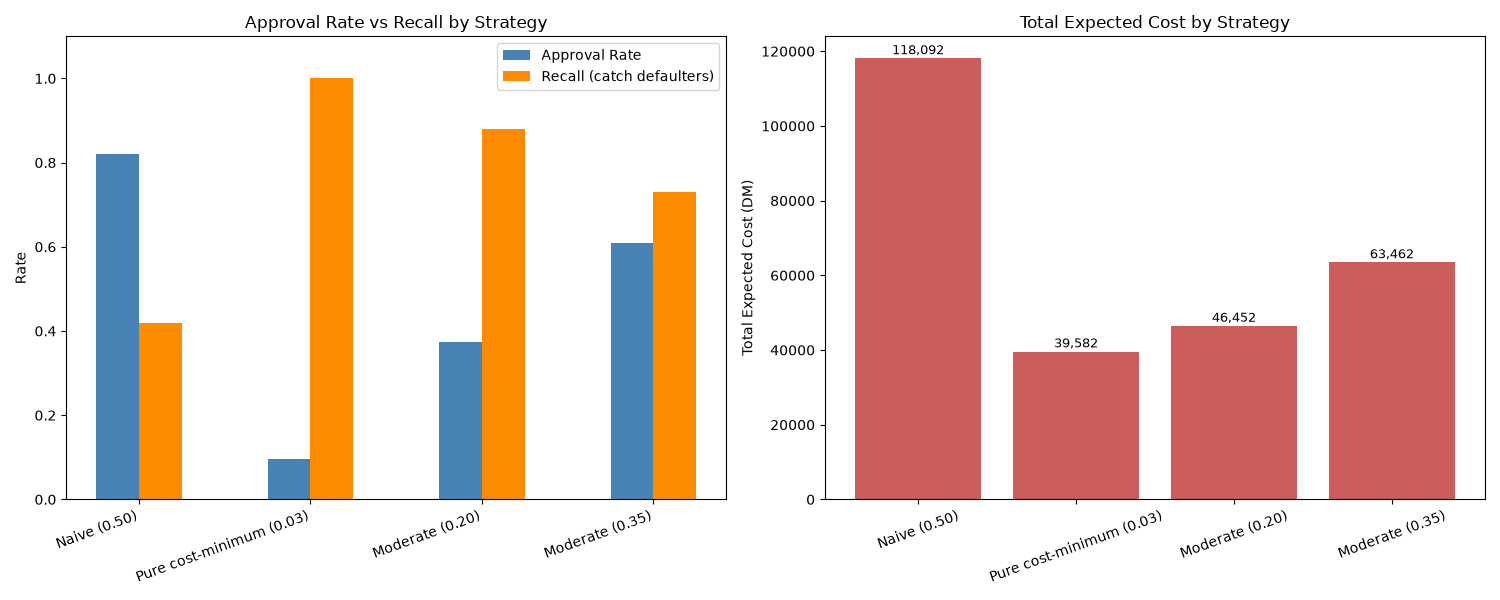 Approval Rate vs Recall by Strategy
Approval Rate
Recall (catch defaulters)
Rate
1.0
0.8
0.6
0.4
0.2
0.0
Naive (0.50)
Pure cost-minimum (0.03)
Moderate (0.20)
Moderate (0.35)
Total Expected Cost by Strategy
Total Expected Cost (DM)
120000
100000
80000
60000
40000
20000
0
118,092
39,582
46,452
63,462
Naive (0.50)
Pure cost-minimum (0.03)
Moderate (0.20)
Moderate (0.35)